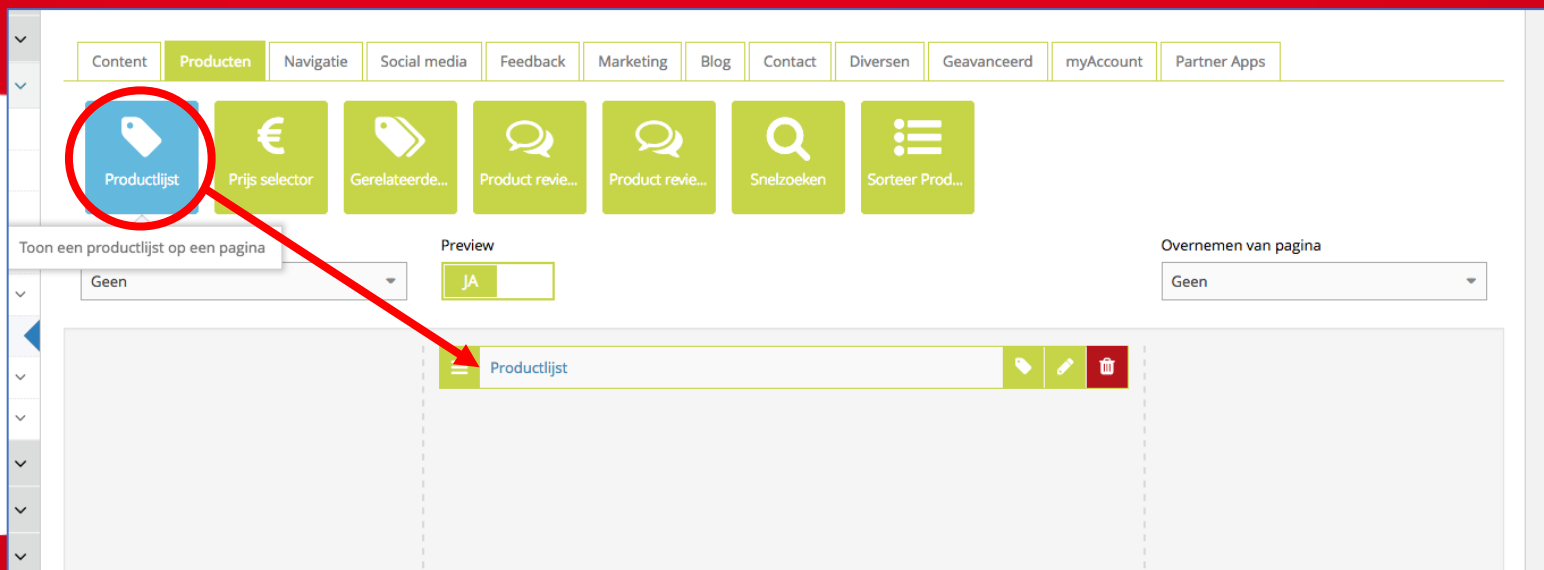 Content Producten Navigatie Social media Feedback Marketing Blog Contact Diversen Geavanceerd myAccount Partner Apps
€
Productlijst Prijs selector Gerelateerde... Product revie... Product revie... Snelzoeken Sorteer Prod...
Toon een productlijst op een pagina
Preview Overnemen van pagina
Geen JA Geen
Productlijst